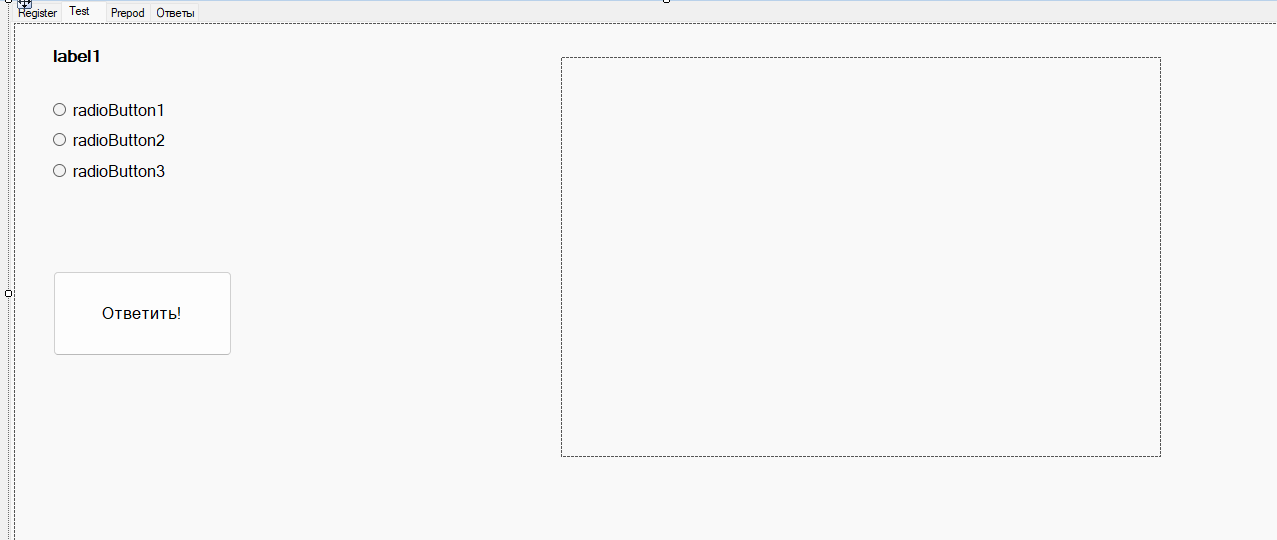 Register Test Prepod Ответы
label1
radioButton1
radioButton2
radioButton3
Ответить!